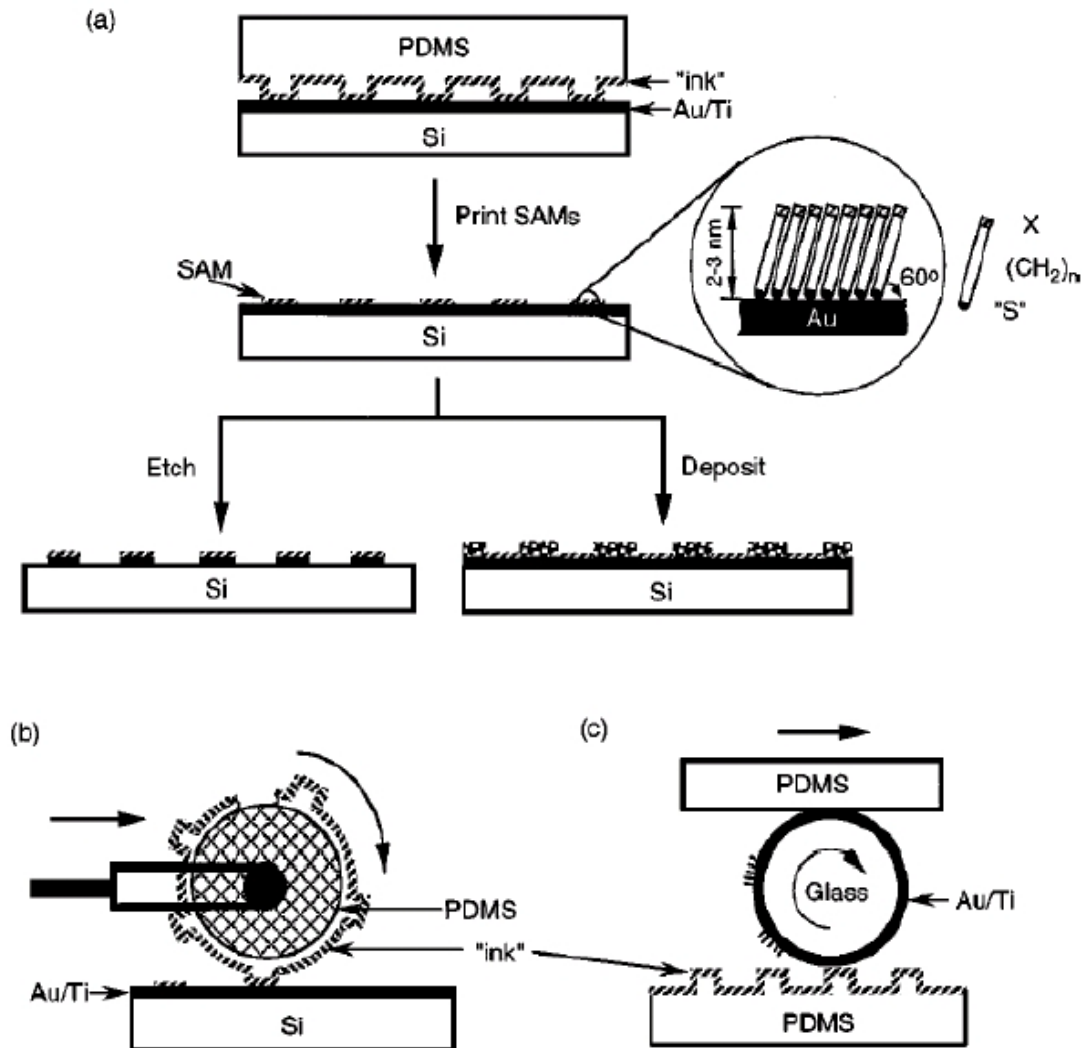 (a)
PDMS
"ink"
Au/Ti
Si
Print SAMs
SAM
Si
2-3 nm
60º
Au
X
(CH₂)ₙ
"S"
Etch
Deposit
Si
Si
(b)
PDMS
"ink"
Au/Ti
Si
(c)
PDMS
Glass
Au/Ti
PDMS